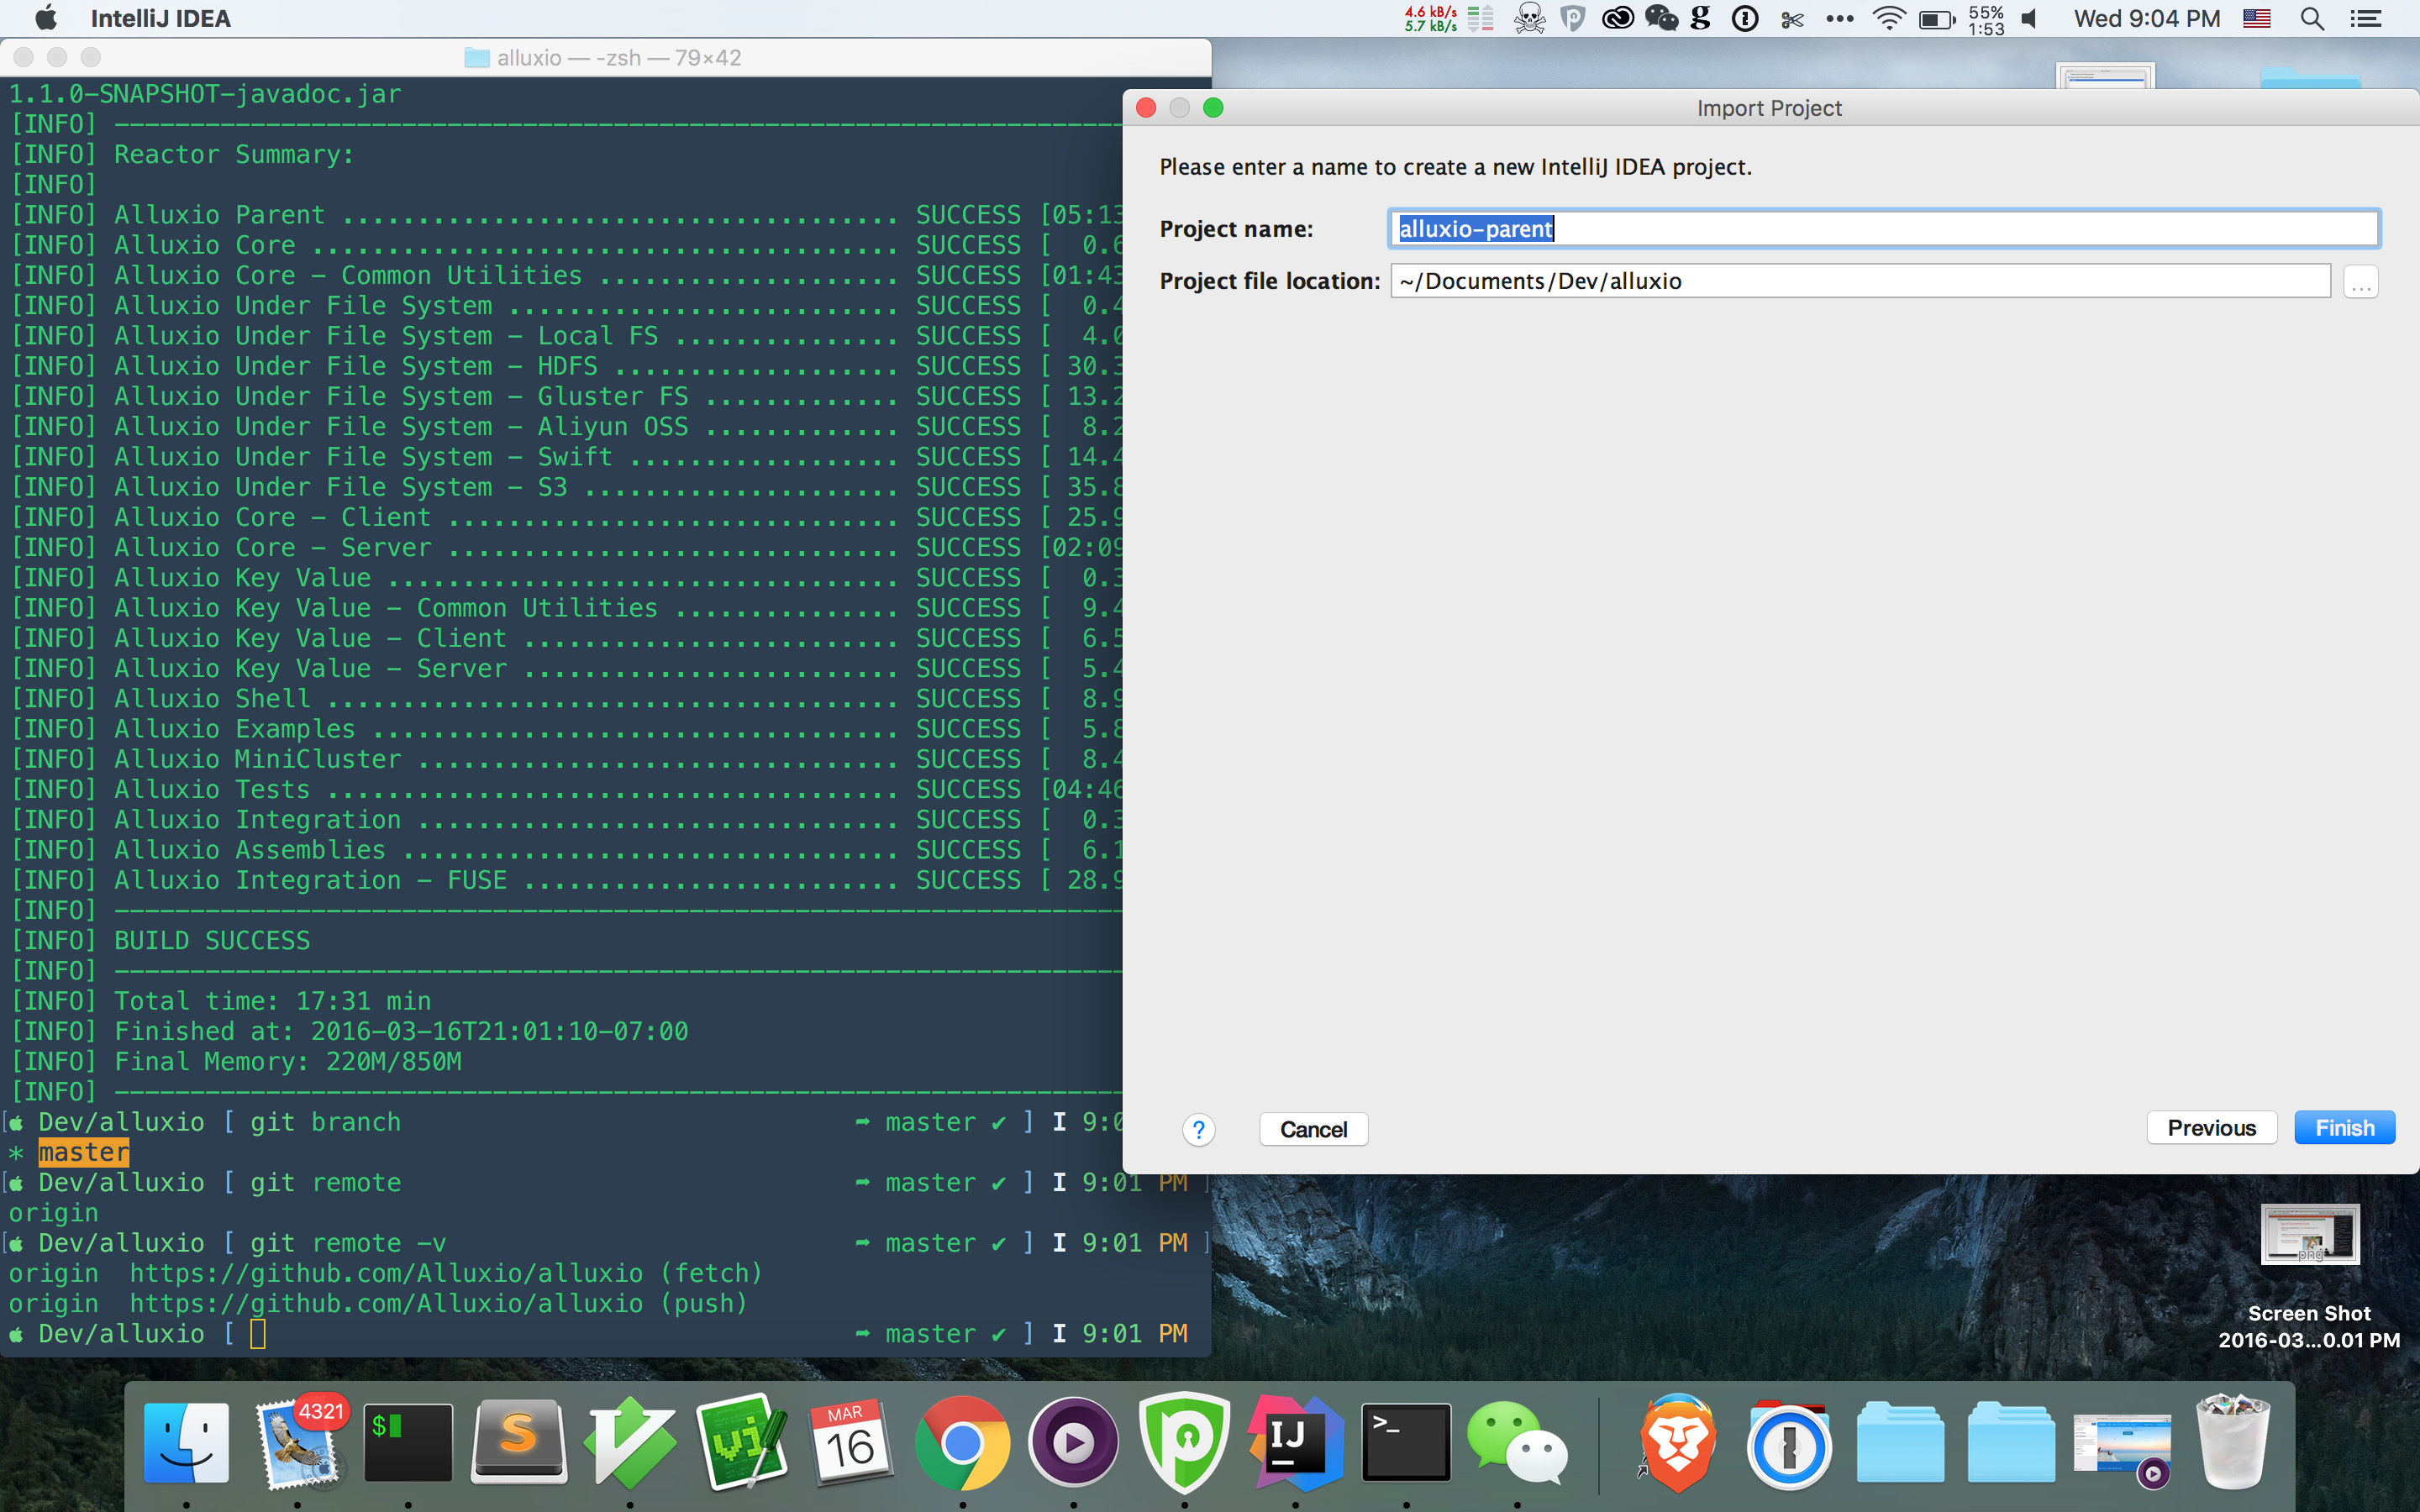 IntelliJ IDEA
4.6 kB/s
5.7 kB/s
55%
1:53
Wed 9:04 PM
alluxio — -zsh — 79×42
1.1.0-SNAPSHOT-javadoc.jar
[INFO] ------------------------------------------------------------------------
[INFO] Reactor Summary:
[INFO]
[INFO] Alluxio Parent ..................................... SUCCESS [05:13
[INFO] Alluxio Core ....................................... SUCCESS [  0.6
[INFO] Alluxio Core - Common Utilities .................... SUCCESS [01:43
[INFO] Alluxio Under File System .......................... SUCCESS [  0.4
[INFO] Alluxio Under File System - Local FS ............... SUCCESS [  4.0
[INFO] Alluxio Under File System - HDFS ................... SUCCESS [ 30.3
[INFO] Alluxio Under File System - Gluster FS ............. SUCCESS [ 13.2
[INFO] Alluxio Under File System - Aliyun OSS ............. SUCCESS [  8.2
[INFO] Alluxio Under File System - Swift .................. SUCCESS [ 14.4
[INFO] Alluxio Under File System - S3 ..................... SUCCESS [ 35.8
[INFO] Alluxio Core - Client .............................. SUCCESS [ 25.9
[INFO] Alluxio Core - Server .............................. SUCCESS [02:09
[INFO] Alluxio Key Value .................................. SUCCESS [  0.3
[INFO] Alluxio Key Value - Common Utilities ............... SUCCESS [  9.4
[INFO] Alluxio Key Value - Client ......................... SUCCESS [  6.5
[INFO] Alluxio Key Value - Server ......................... SUCCESS [  5.4
[INFO] Alluxio Shell ...................................... SUCCESS [  8.9
[INFO] Alluxio Examples ................................... SUCCESS [  5.8
[INFO] Alluxio MiniCluster ................................ SUCCESS [  8.4
[INFO] Alluxio Tests ...................................... SUCCESS [04:46
[INFO] Alluxio Integration ................................ SUCCESS [  0.3
[INFO] Alluxio Assemblies ................................. SUCCESS [  6.1
[INFO] Alluxio Integration - FUSE ......................... SUCCESS [ 28.9
[INFO] ------------------------------------------------------------------------
[INFO] BUILD SUCCESS
[INFO] ------------------------------------------------------------------------
[INFO] Total time: 17:31 min
[INFO] Finished at: 2016-03-16T21:01:10-07:00
[INFO] Final Memory: 220M/850M
[INFO] ------------------------------------------------------------------------
Dev/alluxio [ git branch ➦ master ✔ ] I 9:0
* master
Dev/alluxio [ git remote ➦ master ✔ ] I 9:01 PM
origin
Dev/alluxio [ git remote -v ➦ master ✔ ] I 9:01 PM
origin  https://github.com/Alluxio/alluxio (fetch)
origin  https://github.com/Alluxio/alluxio (push)
Dev/alluxio [ ➦ master ✔ ] I 9:01 PM
Import Project
Please enter a name to create a new IntelliJ IDEA project.
Project name: alluxio-parent
Project file location: ~/Documents/Dev/alluxio
...
? Cancel Previous Finish
png
Screen Shot
2016-03...0.01 PM
4321
$
S
MAR
16
IJ
>_